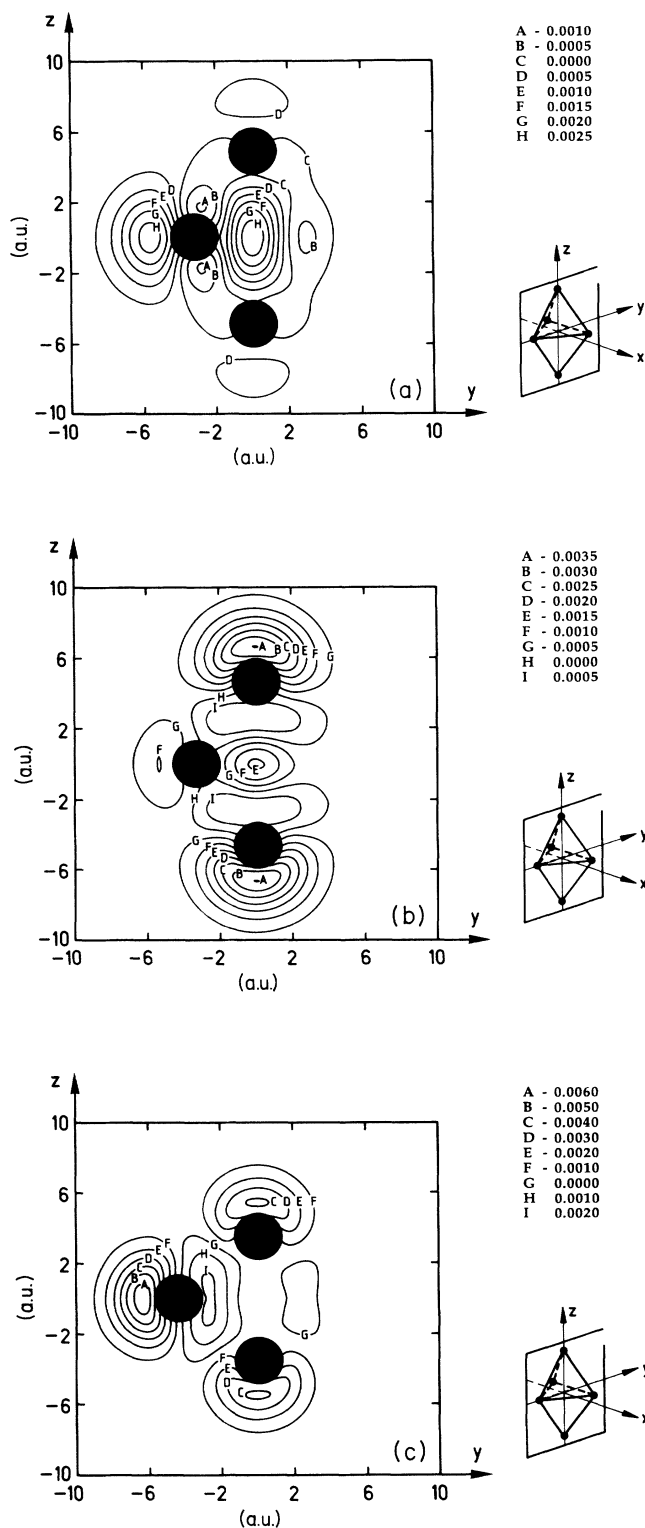 z
10
6
2
-2
-6
-10
(a.u.)
D
C
B
A
B
D
C
E
D
F
G
H
B
D
E
F
G
H
A
B
D
(a)
y
-10
-6
-2
2
6
10
(a.u.)
A - 0.0010
B - 0.0005
C 0.0000
D 0.0005
E 0.0010
F 0.0015
G 0.0020
H 0.0025
z
y
x
z
10
6
2
-2
-6
-10
(a.u.)
A B C D E F G
H
I
G
F
G F E
H I
G F E D C B A
(b)
y
-10
-6
-2
2
6
10
(a.u.)
A - 0.0035
B - 0.0030
C - 0.0025
D - 0.0020
E - 0.0015
F - 0.0010
G - 0.0005
H 0.0000
I 0.0005
z
y
x
z
10
6
2
-2
-6
-10
(a.u.)
C D E F
F
E
D
C
B
A
G
H
I
G
F
E
D C
(c)
y
-10
-6
-2
2
6
10
(a.u.)
A - 0.0060
B - 0.0050
C - 0.0040
D - 0.0030
E - 0.0020
F - 0.0010
G 0.0000
H 0.0010
I 0.0020
z
y
x